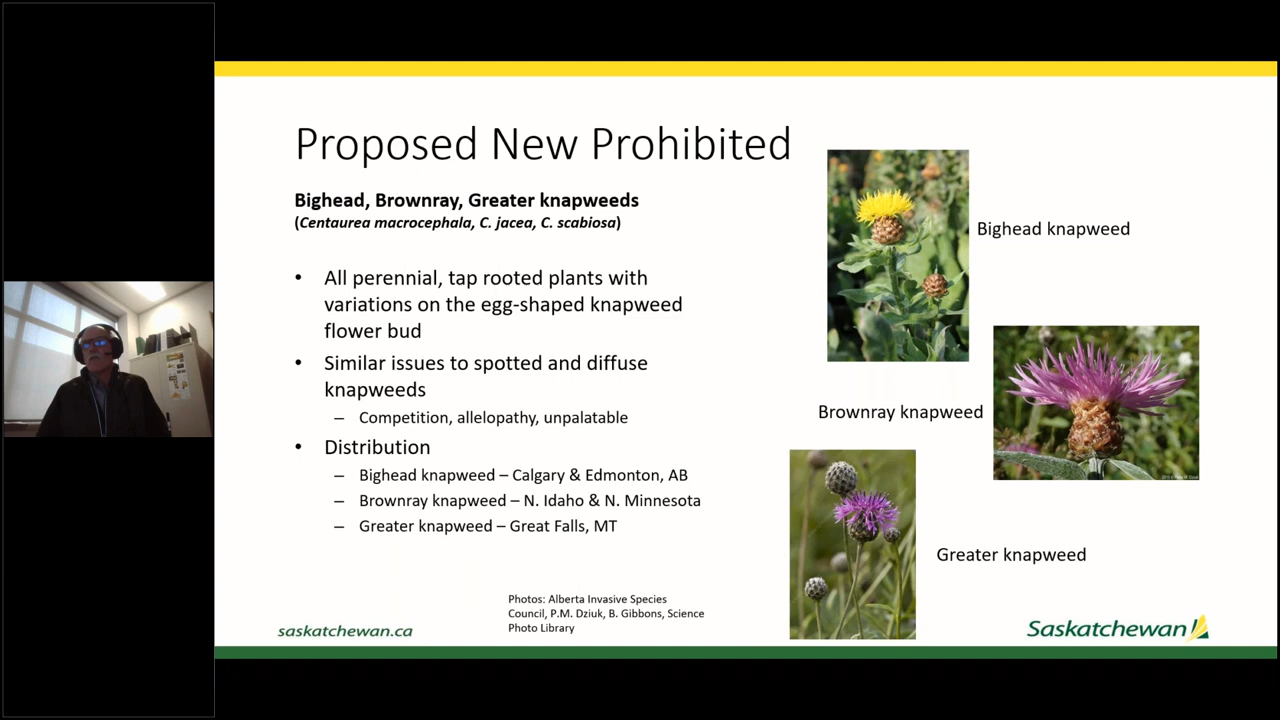 Proposed New Prohibited
Bighead, Brownray, Greater knapweeds
(Centaurea macrocephala, C. jacea, C. scabiosa)
• All perennial, tap rooted plants with
variations on the egg-shaped knapweed
flower bud
• Similar issues to spotted and diffuse
knapweeds
– Competition, allelopathy, unpalatable
• Distribution
– Bighead knapweed – Calgary & Edmonton, AB
– Brownray knapweed – N. Idaho & N. Minnesota
– Greater knapweed – Great Falls, MT
Bighead knapweed
Brownray knapweed
Greater knapweed
Photos: Alberta Invasive Species
Council, P.M. Dziuk, B. Gibbons, Science
Photo Library
saskatchewan.ca
Saskatchewan